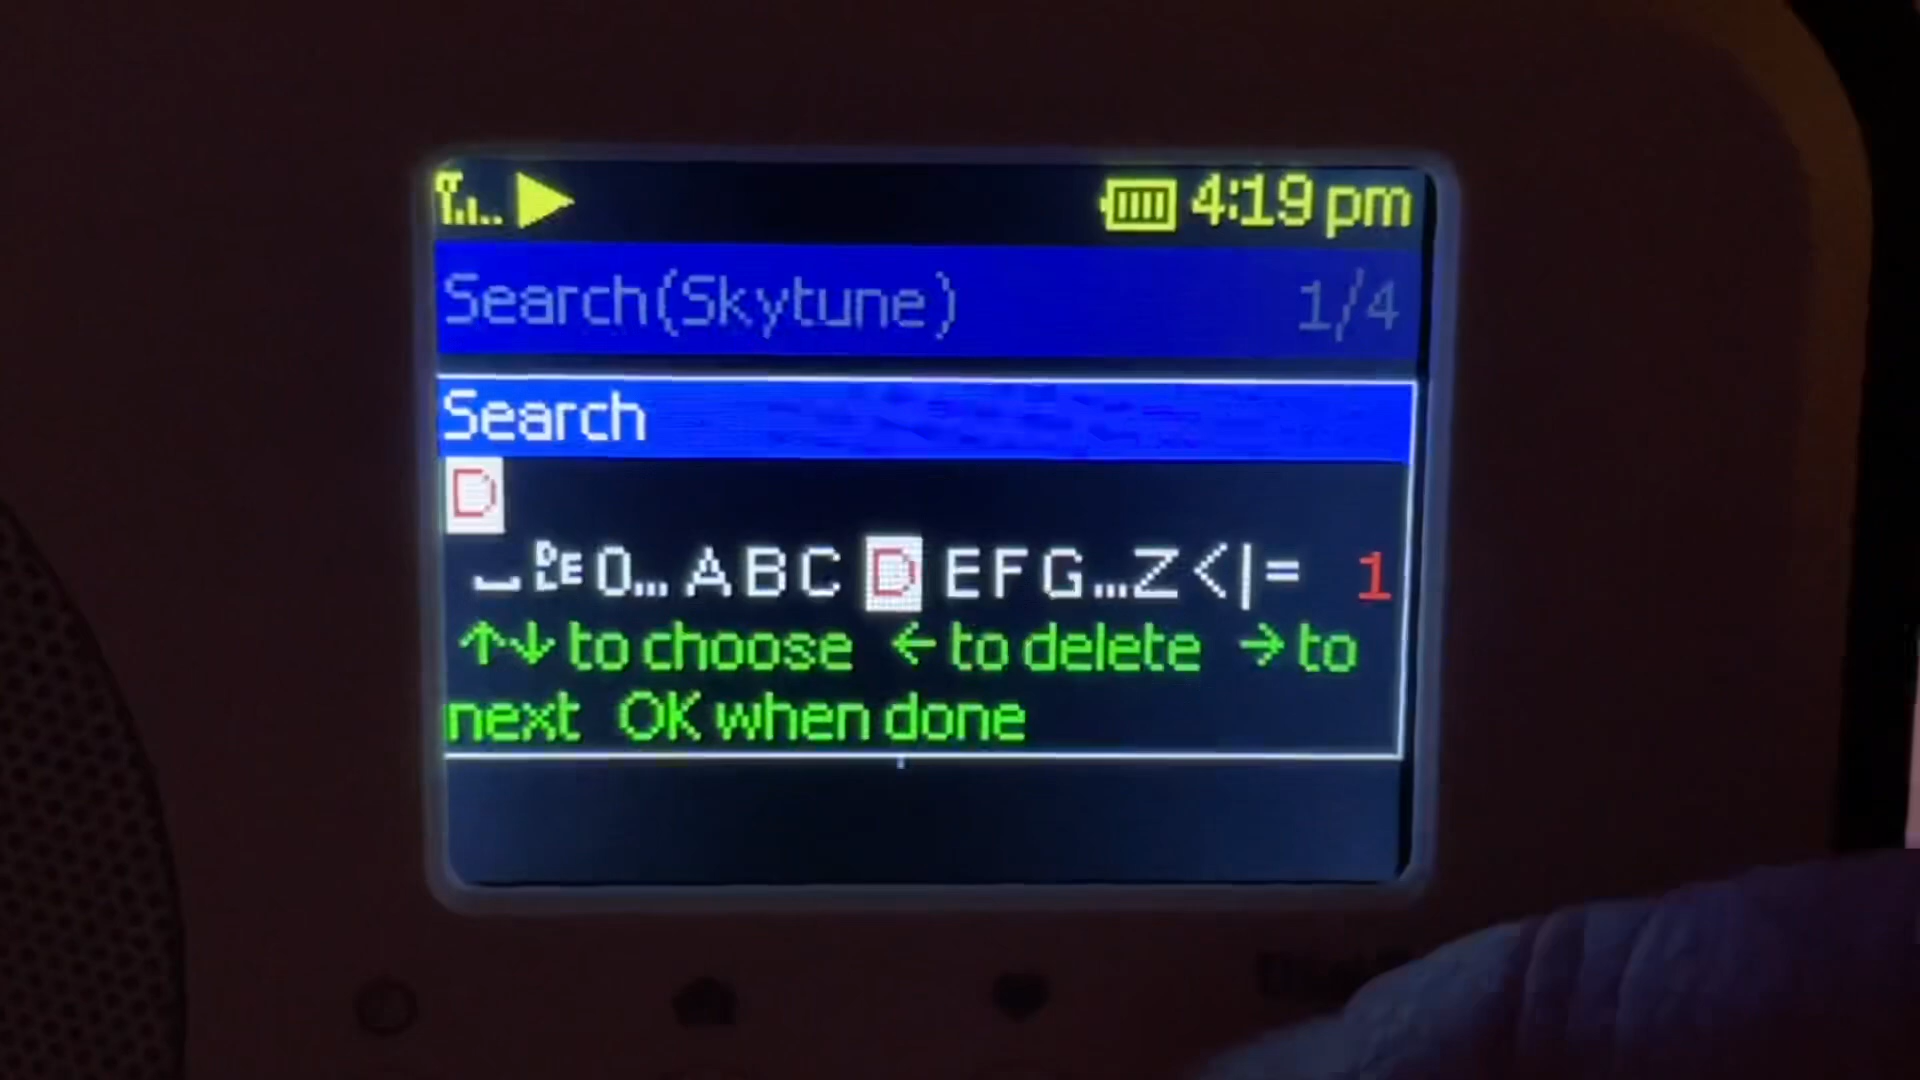 4:19 pm
Search(Skytune) 1/4
Search
D
DEL 0... A B C D E F G...Z < | = 1
↑↓ to choose ← to delete → to
next OK when done